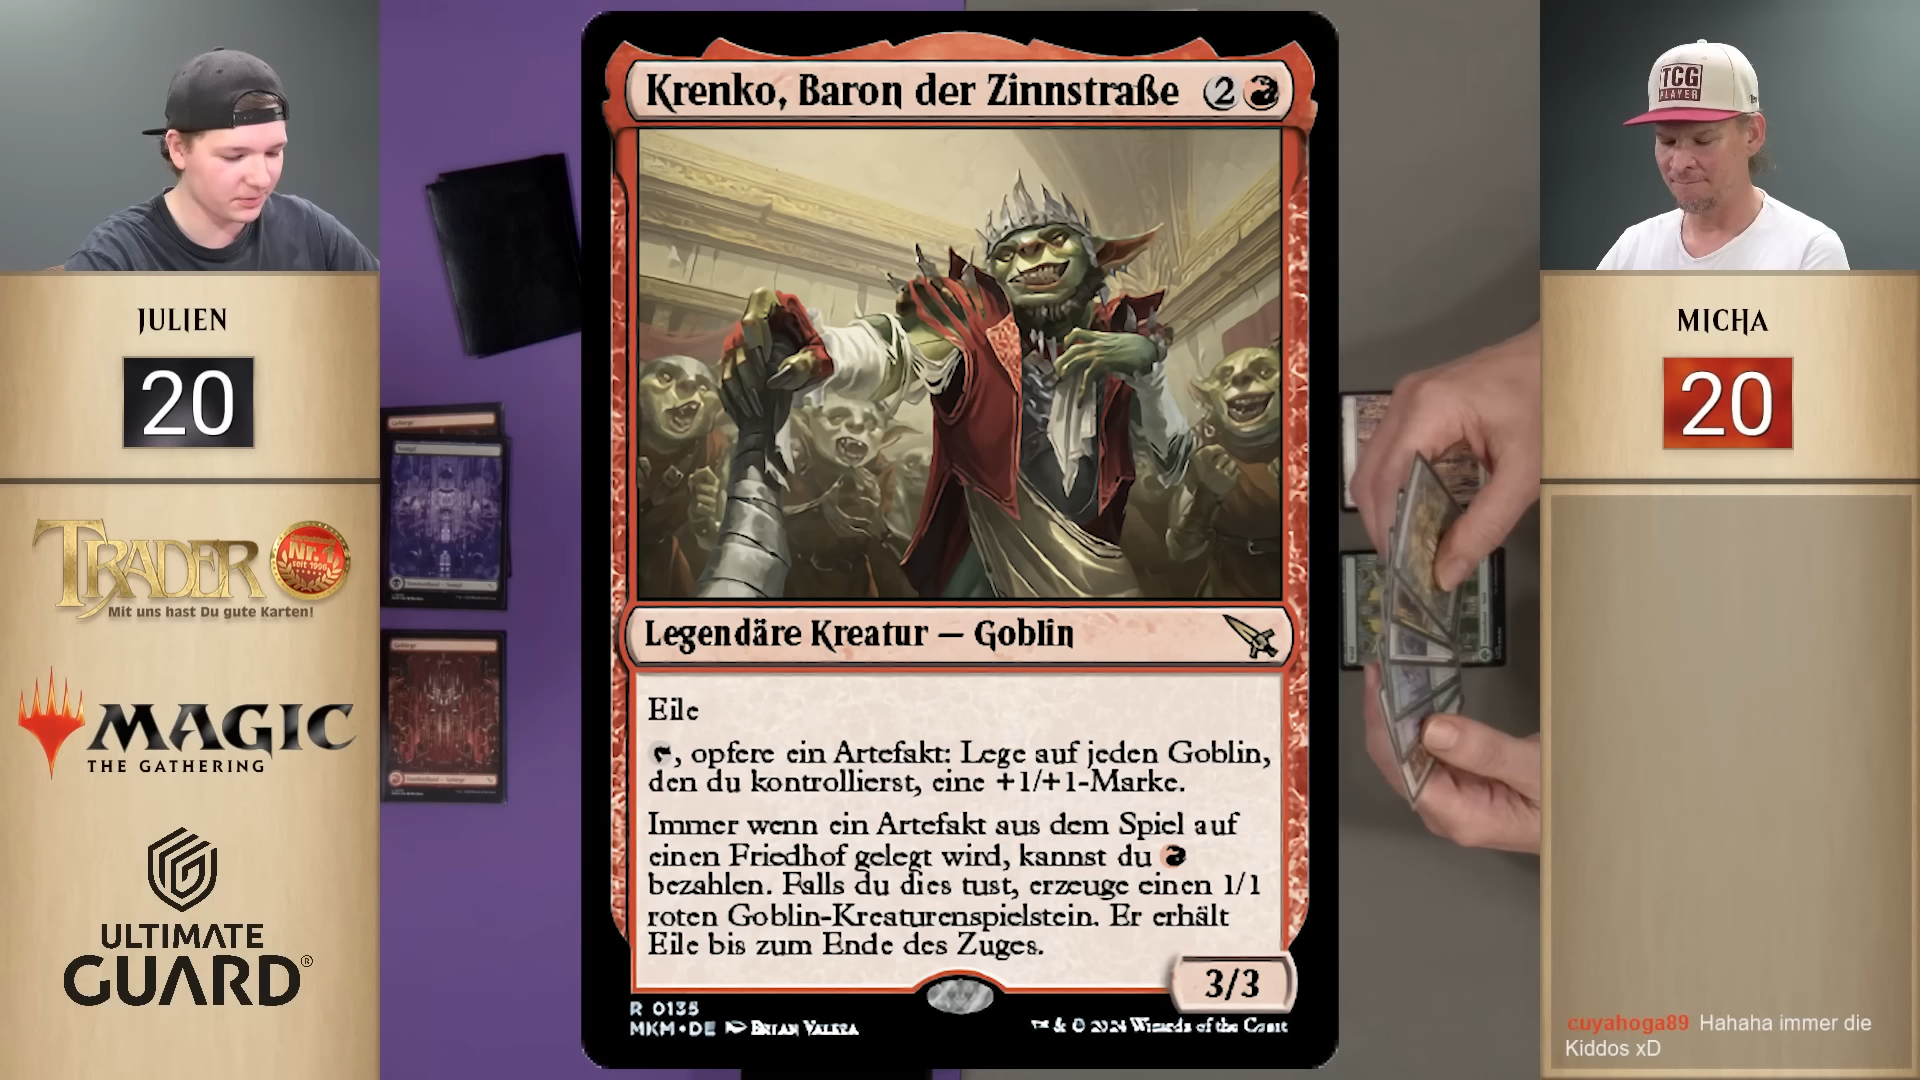 JULIEN
20
TRADER
Deutschlands
Nr. 1
seit 1996
Mit uns hast Du gute Karten!
MAGIC
THE GATHERING
ULTIMATE
GUARD®
Krenko, Baron der Zinnstraße 2
Legendäre Kreatur — Goblin
Eile
, opfere ein Artefakt: Lege auf jeden Goblin,
den du kontrollierst, eine +1/+1-Marke.
Immer wenn ein Artefakt aus dem Spiel auf
einen Friedhof gelegt wird, kannst du
bezahlen. Falls du dies tust, erzeuge einen 1/1
roten Goblin-Kreaturenspielstein. Er erhält
Eile bis zum Ende des Zuges.
3/3
R 0135
MKM • DE Brian Valeza
™ & © 2024 Wizards of the Coast
Gebirge
Sumpf
Gebirge
TCG
PLAYER
MICHA
20
cuyahoga89 Hahaha immer die
Kiddos xD